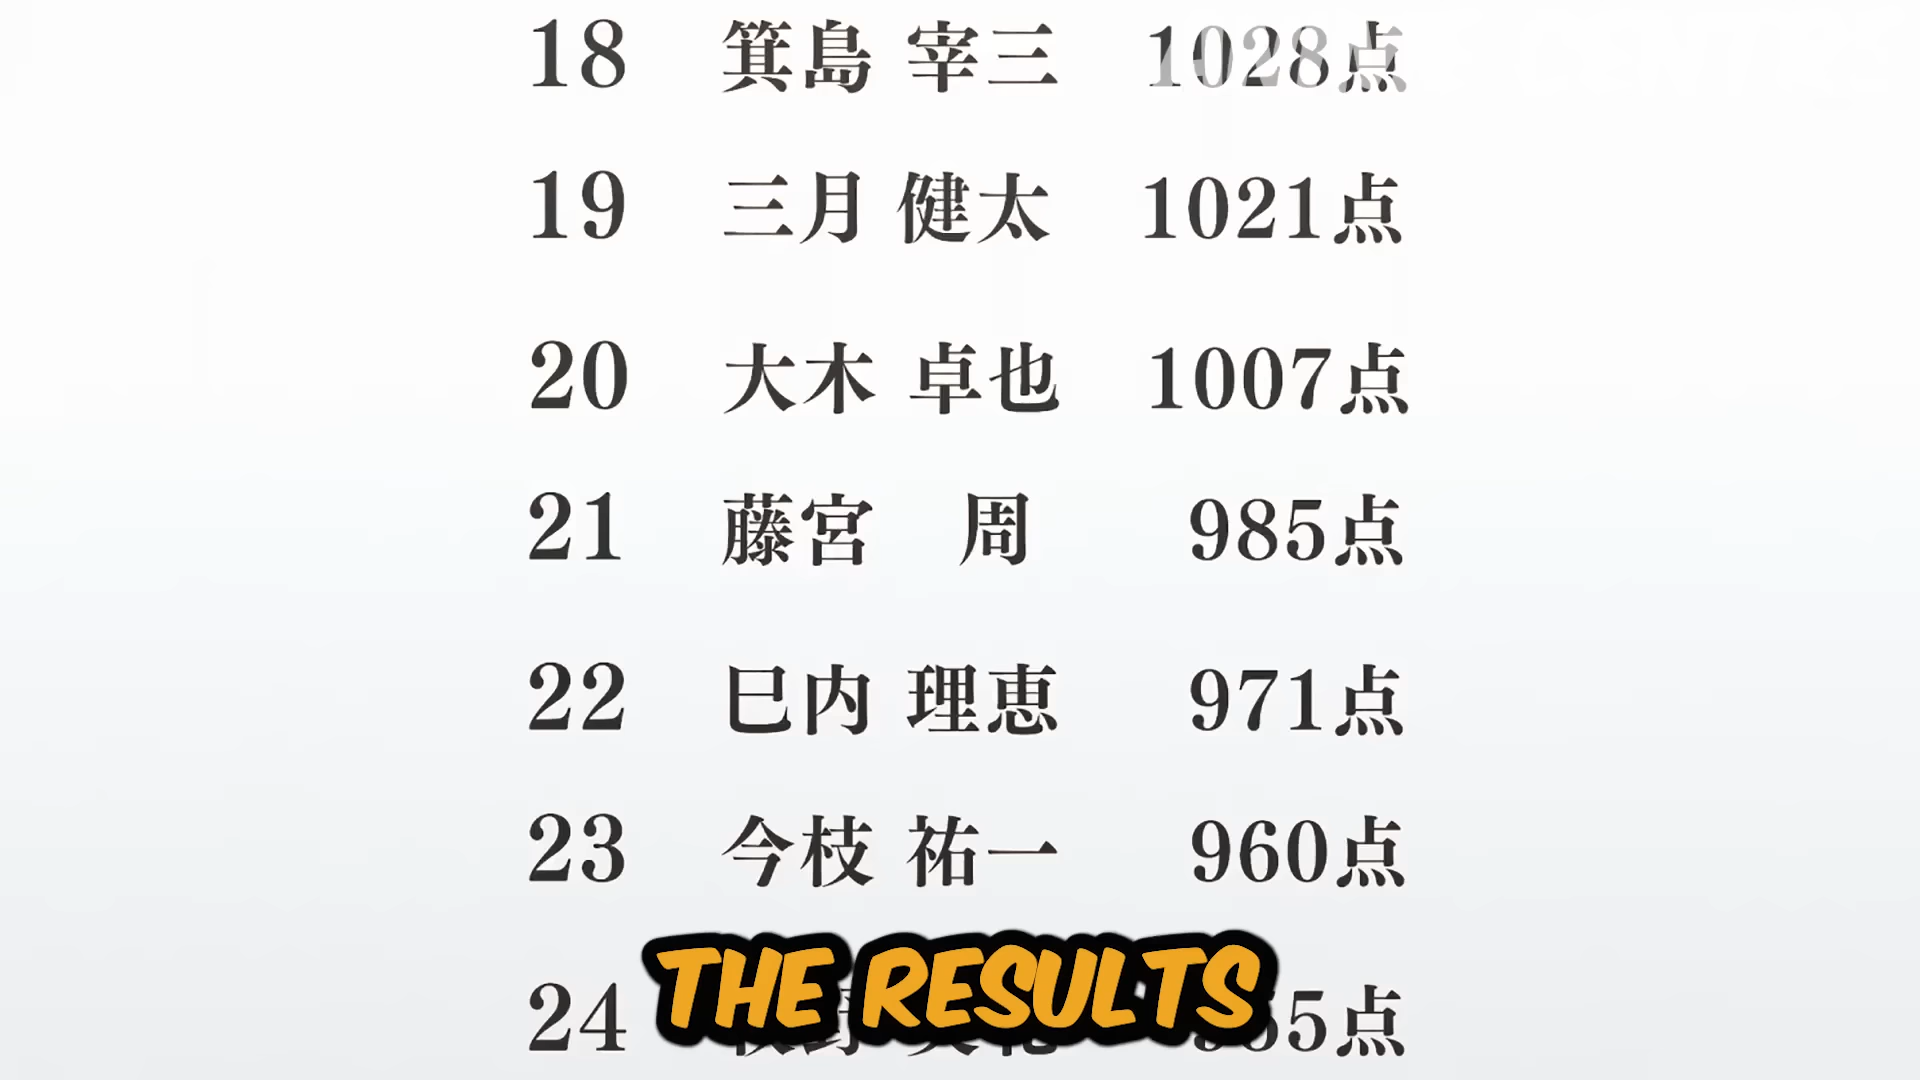 18 箕島 宰三 1028点
19 三月 健太 1021点
20 大木 卓也 1007点
21 藤宮 周 985点
22 巳内 理恵 971点
23 今枝 祐一 960点
24 点
THE RESULTS